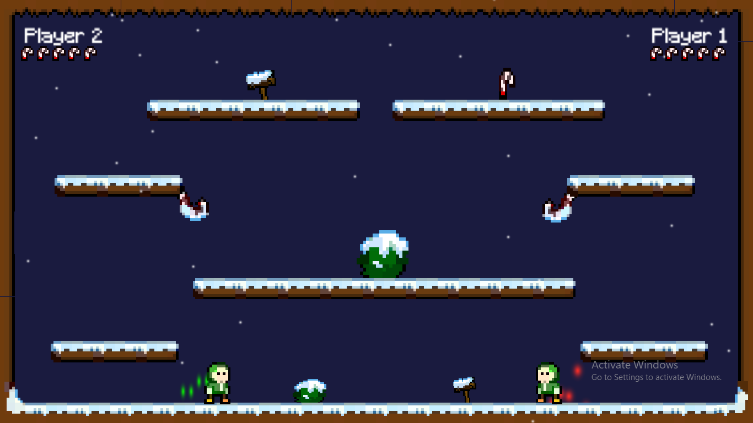 Player 2
Player 1
Activate Windows
Go to Settings to activate Windows.